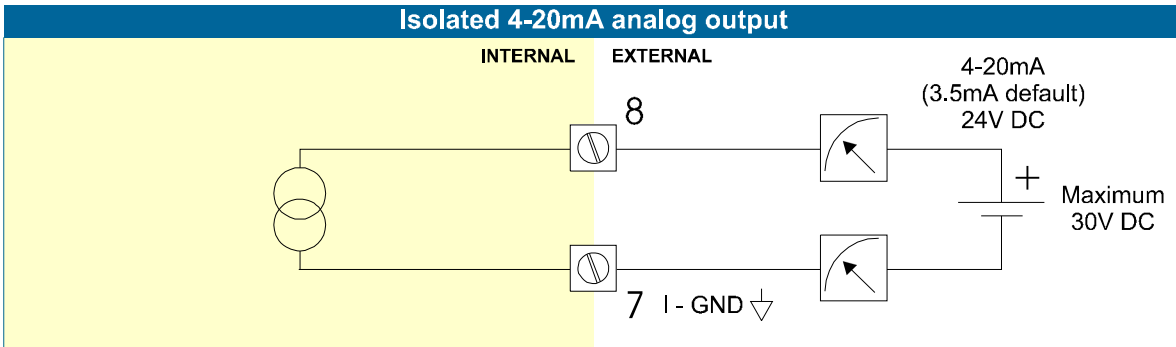 Isolated 4-20mA analog output
INTERNAL EXTERNAL
4-20mA
(3.5mA default)
24V DC
8
+
Maximum
30V DC
7 I - GND